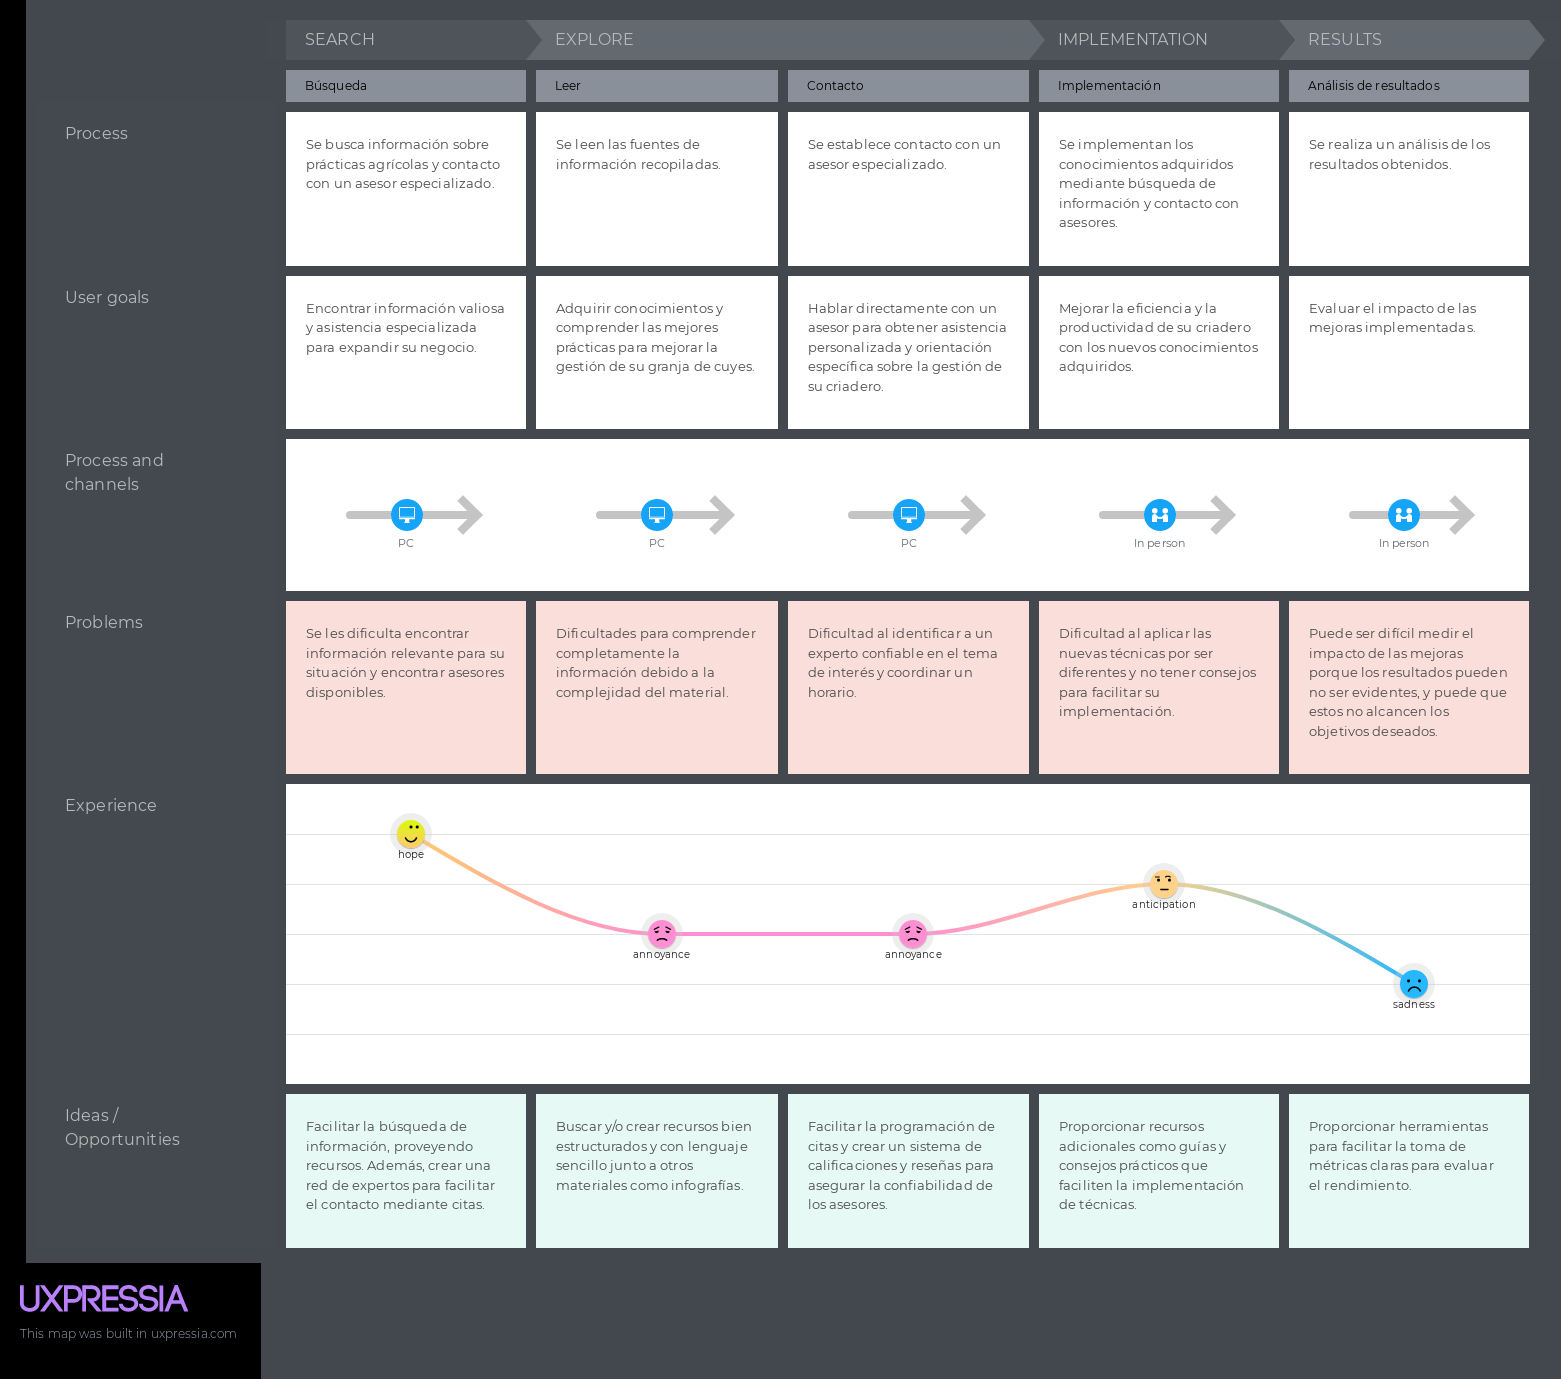 SEARCH
EXPLORE
IMPLEMENTATION
RESULTS
Búsqueda
Leer
Contacto
Implementación
Análisis de resultados
Process
Se busca información sobre
prácticas agrícolas y contacto
con un asesor especializado.
Se leen las fuentes de
información recopiladas.
Se establece contacto con un
asesor especializado.
Se implementan los
conocimientos adquiridos
mediante búsqueda de
información y contacto con
asesores.
Se realiza un análisis de los
resultados obtenidos.
User goals
Encontrar información valiosa
y asistencia especializada
para expandir su negocio.
Adquirir conocimientos y
comprender las mejores
prácticas para mejorar la
gestión de su granja de cuyes.
Hablar directamente con un
asesor para obtener asistencia
personalizada y orientación
específica sobre la gestión de
su criadero.
Mejorar la eficiencia y la
productividad de su criadero
con los nuevos conocimientos
adquiridos.
Evaluar el impacto de las
mejoras implementadas.
Process and
channels
PC
PC
PC
In person
In person
Problems
Se les dificulta encontrar
información relevante para su
situación y encontrar asesores
disponibles.
Dificultades para comprender
completamente la
información debido a la
complejidad del material.
Dificultad al identificar a un
experto confiable en el tema
de interés y coordinar un
horario.
Dificultad al aplicar las
nuevas técnicas por ser
diferentes y no tener consejos
para facilitar su
implementación.
Puede ser difícil medir el
impacto de las mejoras
porque los resultados pueden
no ser evidentes, y puede que
estos no alcancen los
objetivos deseados.
Experience
hope
annoyance
annoyance
anticipation
sadness
Ideas /
Opportunities
Facilitar la búsqueda de
información, proveyendo
recursos. Además, crear una
red de expertos para facilitar
el contacto mediante citas.
Buscar y/o crear recursos bien
estructurados y con lenguaje
sencillo junto a otros
materiales como infografías.
Facilitar la programación de
citas y crear un sistema de
calificaciones y reseñas para
asegurar la confiabilidad de
los asesores.
Proporcionar recursos
adicionales como guías y
consejos prácticos que
faciliten la implementación
de técnicas.
Proporcionar herramientas
para facilitar la toma de
métricas claras para evaluar
el rendimiento.
UXPRESSIA
This map was built in uxpressia.com